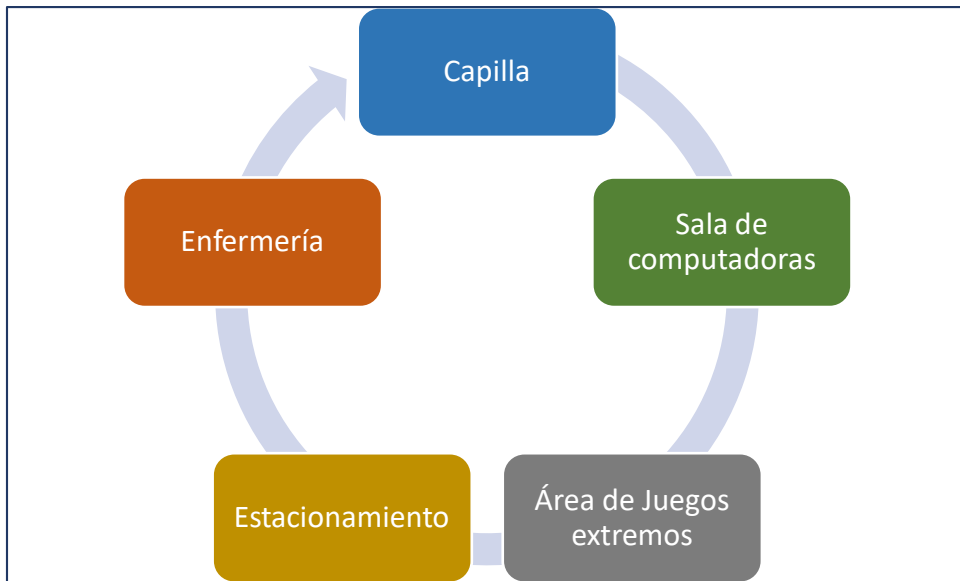 Capilla
Sala de
computadoras
Área de Juegos
extremos
Estacionamiento
Enfermería